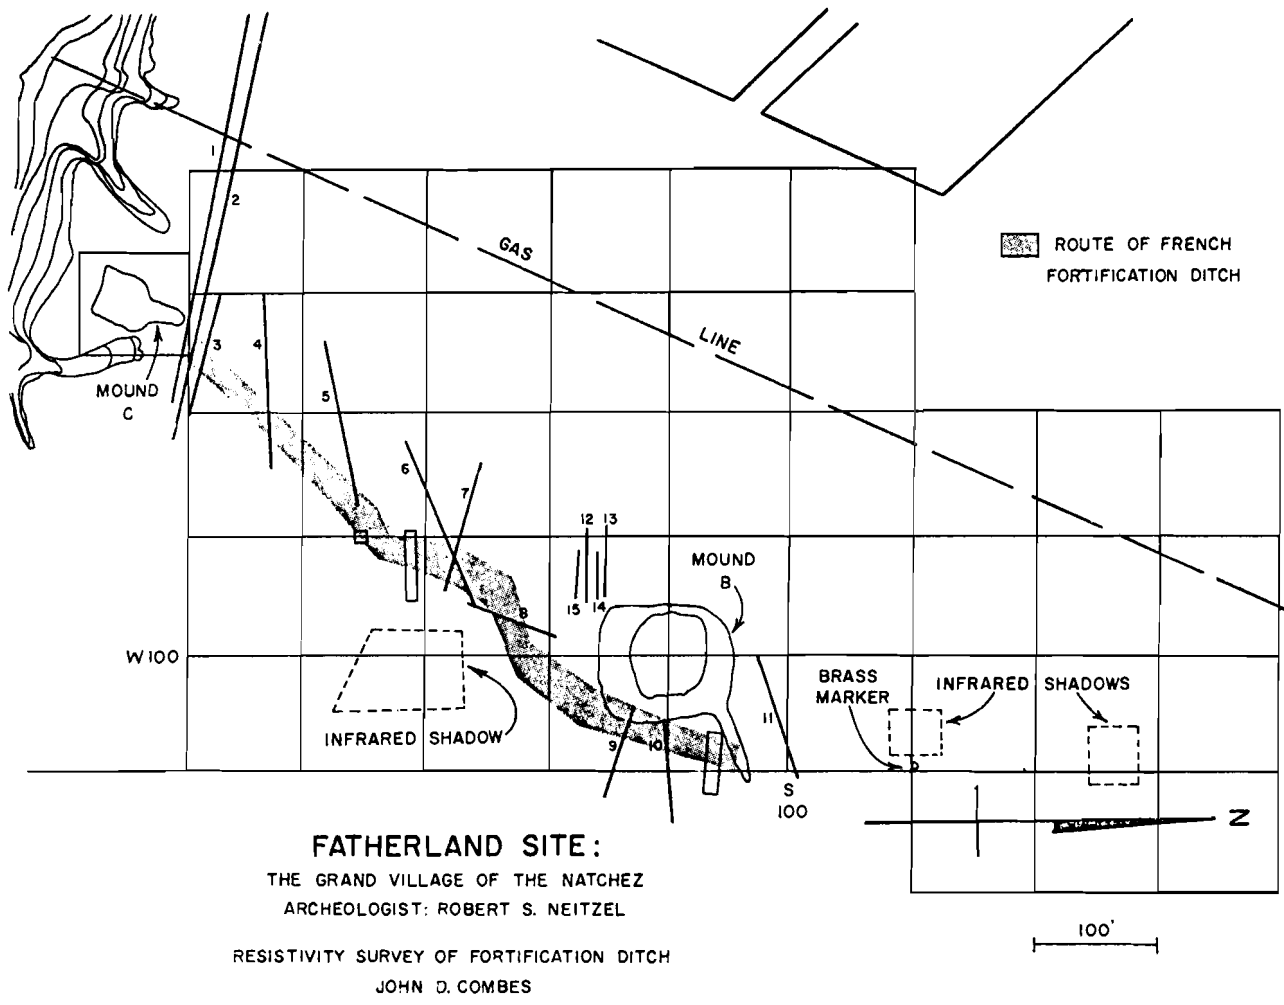 1
2
GAS
LINE
ROUTE OF FRENCH
FORTIFICATION DITCH
3
4
MOUND
C
5
6
7
12
13
15
14
MOUND
B
8
W 100
INFRARED SHADOW
9
10
11
BRASS
MARKER
INFRARED SHADOWS
S
100
N
FATHERLAND SITE:
THE GRAND VILLAGE OF THE NATCHEZ
ARCHEOLOGIST: ROBERT S. NEITZEL
RESISTIVITY SURVEY OF FORTIFICATION DITCH
JOHN D. COMBES
100'